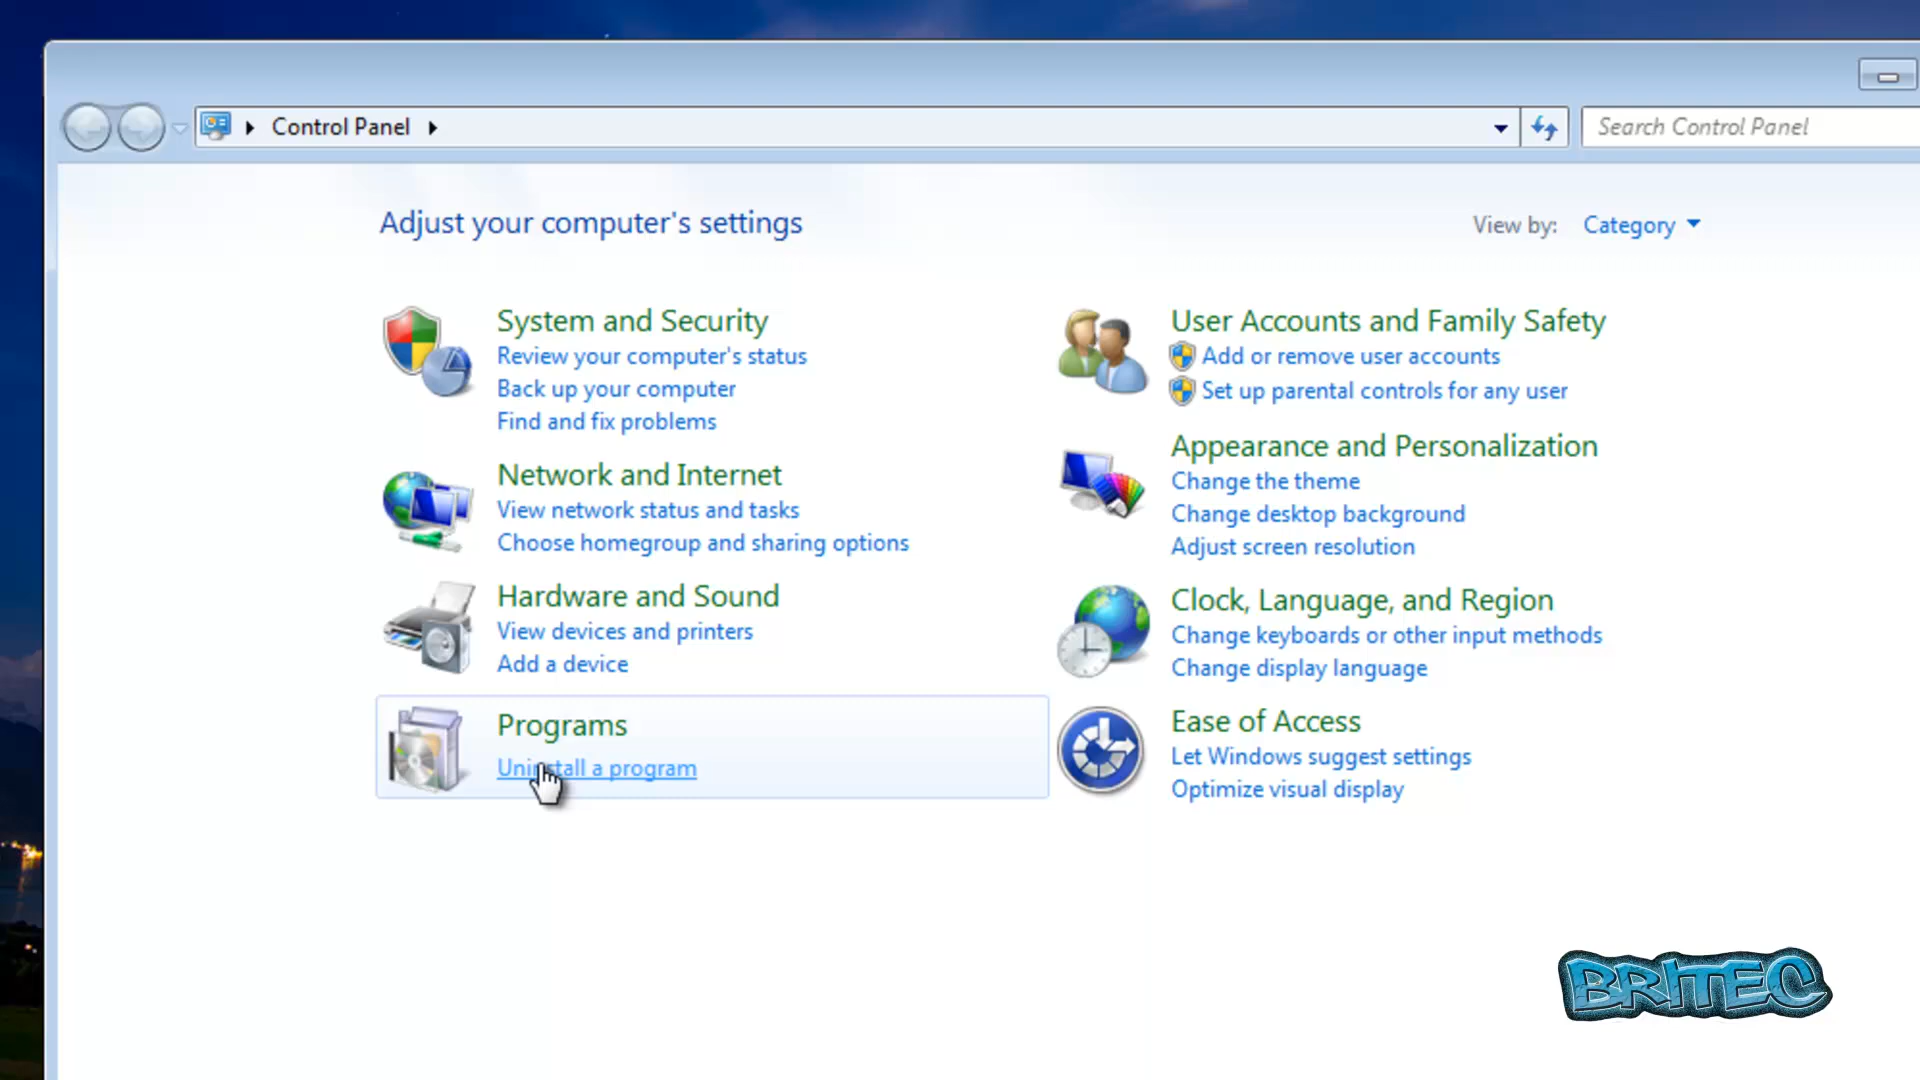 Control Panel
Search Control Panel
Adjust your computer's settings
View by: Category
System and Security
Review your computer's status
Back up your computer
Find and fix problems
Network and Internet
View network status and tasks
Choose homegroup and sharing options
Hardware and Sound
View devices and printers
Add a device
Programs
Uninstall a program
User Accounts and Family Safety
Add or remove user accounts
Set up parental controls for any user
Appearance and Personalization
Change the theme
Change desktop background
Adjust screen resolution
Clock, Language, and Region
Change keyboards or other input methods
Change display language
Ease of Access
Let Windows suggest settings
Optimize visual display
BRITEC